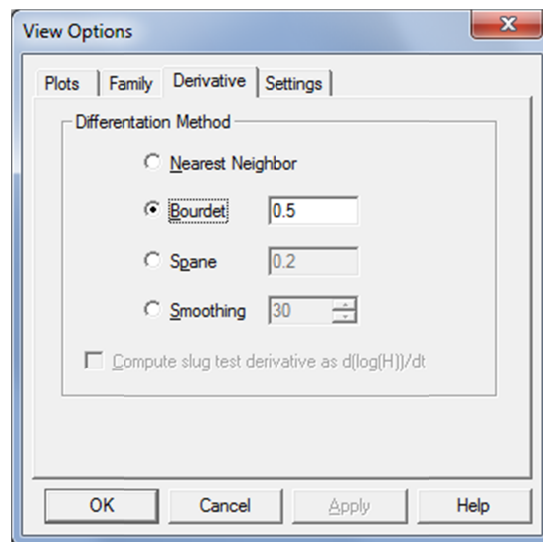 View Options
Plots Family Derivative Settings
Differentation Method
Nearest Neighbor
Bourdet 0.5
Spane 0.2
Smoothing 30
Compute slug test derivative as d(log(H))/dt
OK Cancel Apply Help